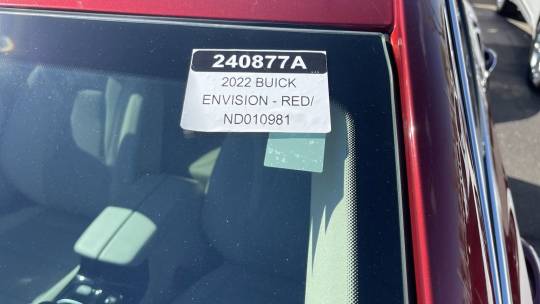 240877A
2022 BUICK
ENVISION - RED/
ND010981